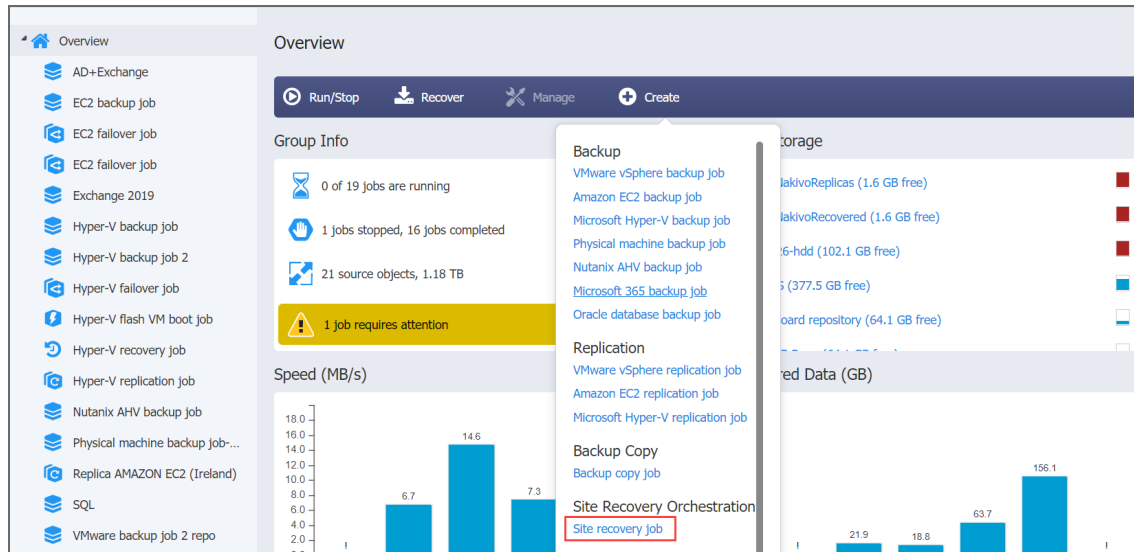 Overview
AD+Exchange
EC2 backup job
EC2 failover job
EC2 failover job
Exchange 2019
Hyper-V backup job
Hyper-V backup job 2
Hyper-V failover job
Hyper-V flash VM boot job
Hyper-V recovery job
Hyper-V replication job
Nutanix AHV backup job
Physical machine backup job-...
Replica AMAZON EC2 (Ireland)
SQL
VMware backup job 2 repo
Overview
Run/Stop
Recover
Manage
Create
Group Info
0 of 19 jobs are running
1 jobs stopped, 16 jobs completed
21 source objects, 1.18 TB
1 job requires attention
Speed (MB/s)
18.0
16.0
14.0
12.0
10.0
8.0
6.0
4.0
2.0
6.7
14.6
7.3
Backup
VMware vSphere backup job
Amazon EC2 backup job
Microsoft Hyper-V backup job
Physical machine backup job
Nutanix AHV backup job
Microsoft 365 backup job
Oracle database backup job
Replication
VMware vSphere replication job
Amazon EC2 replication job
Microsoft Hyper-V replication job
Backup Copy
Backup copy job
Site Recovery Orchestration
Site recovery job
torage
NakivoReplicas (1.6 GB free)
NakivoRecovered (1.6 GB free)
26-hdd (102.1 GB free)
(377.5 GB free)
oard repository (64.1 GB free)
red Data (GB)
21.9
18.8
63.7
156.1